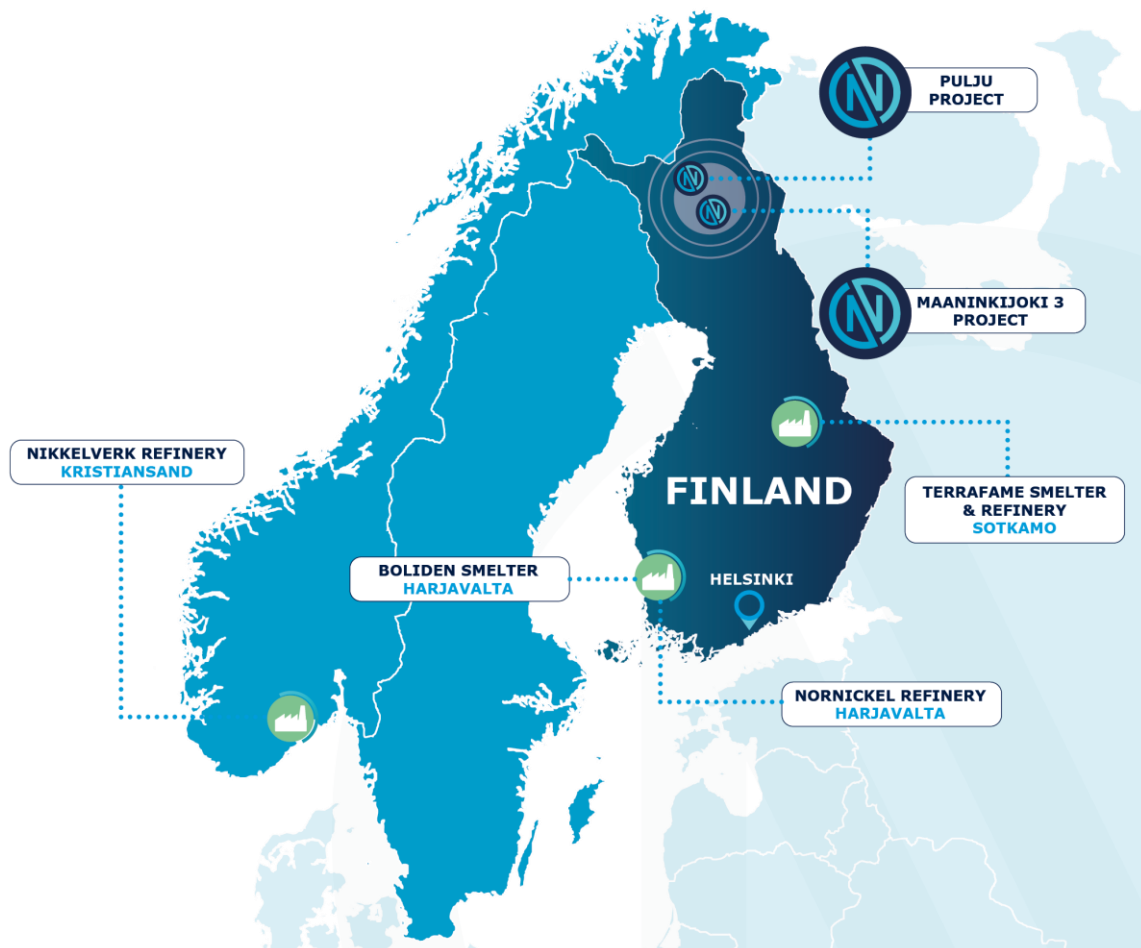 PULJU
PROJECT
MAANINKIJOKI 3
PROJECT
NIKKELVERK REFINERY
KRISTIANSAND
FINLAND
TERRAFAME SMELTER
& REFINERY
SOTKAMO
BOLIDEN SMELTER
HARJAVALTA
HELSINKI
NORNICKEL REFINERY
HARJAVALTA